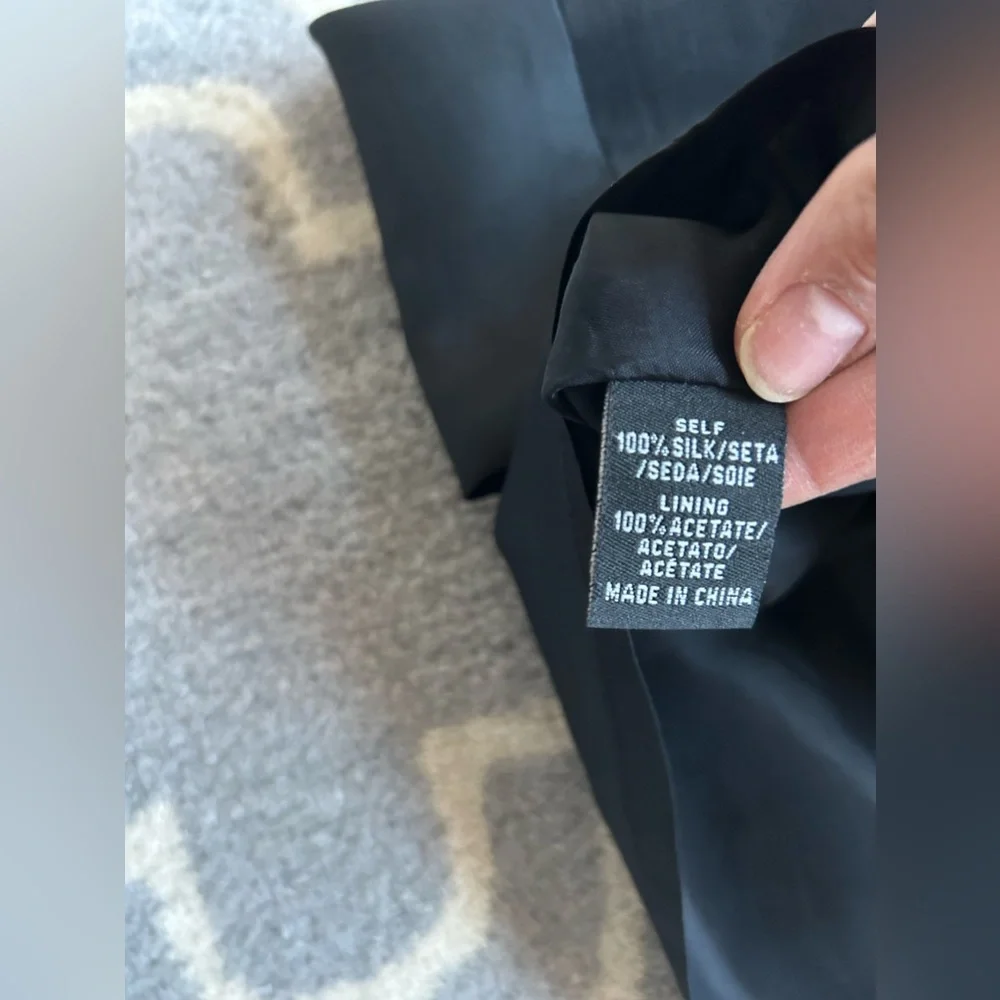 SELF
100% SILK/SETA
/SEDA/SOIE
LINING
100% ACETATE/
ACETATO/
ACÉTATE
MADE IN CHINA